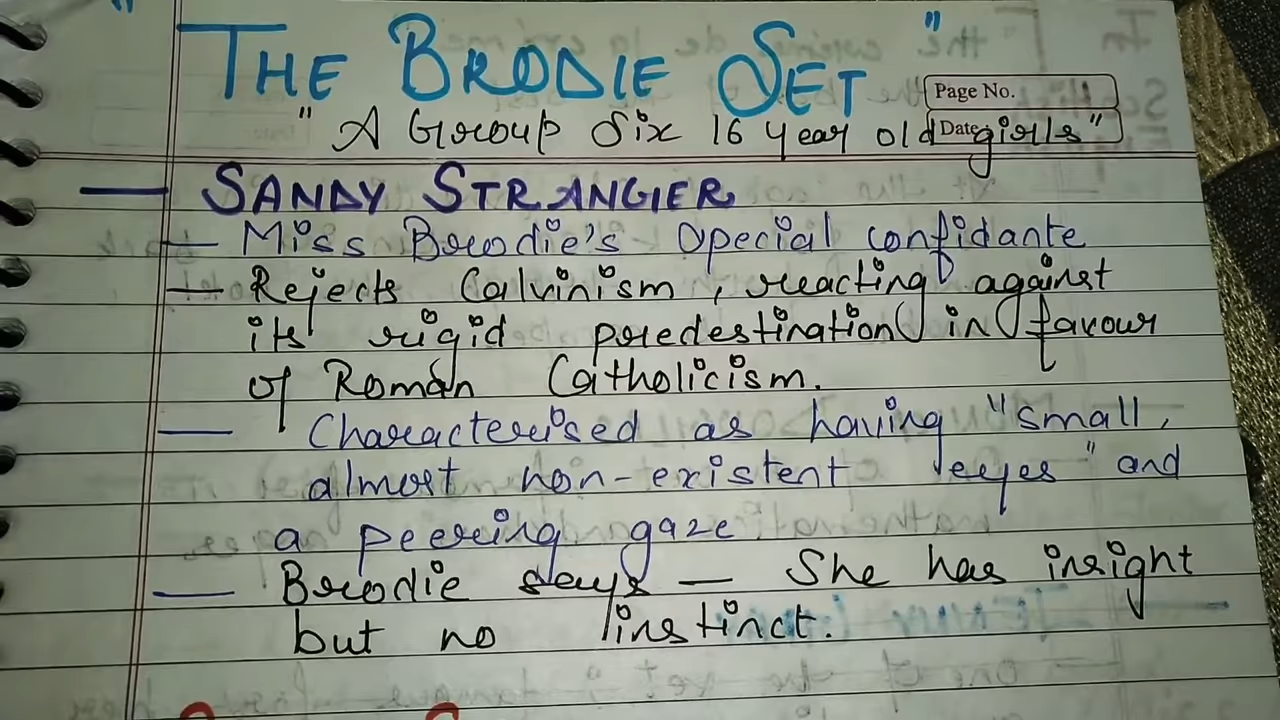 "THE BRODIE SET"
Page No.
"A Group Six 16 year old girls"
Date
— SANDY STRANGIER
— Miss Brodie's special confidante
— Rejects Calvinism, reacting against
its rigid predestination in favour
of Roman Catholicism.
— Characterised as having "small,
almost non-existent eyes" and
a peering gaze
— Brodie says — She has insight
but no instinct.